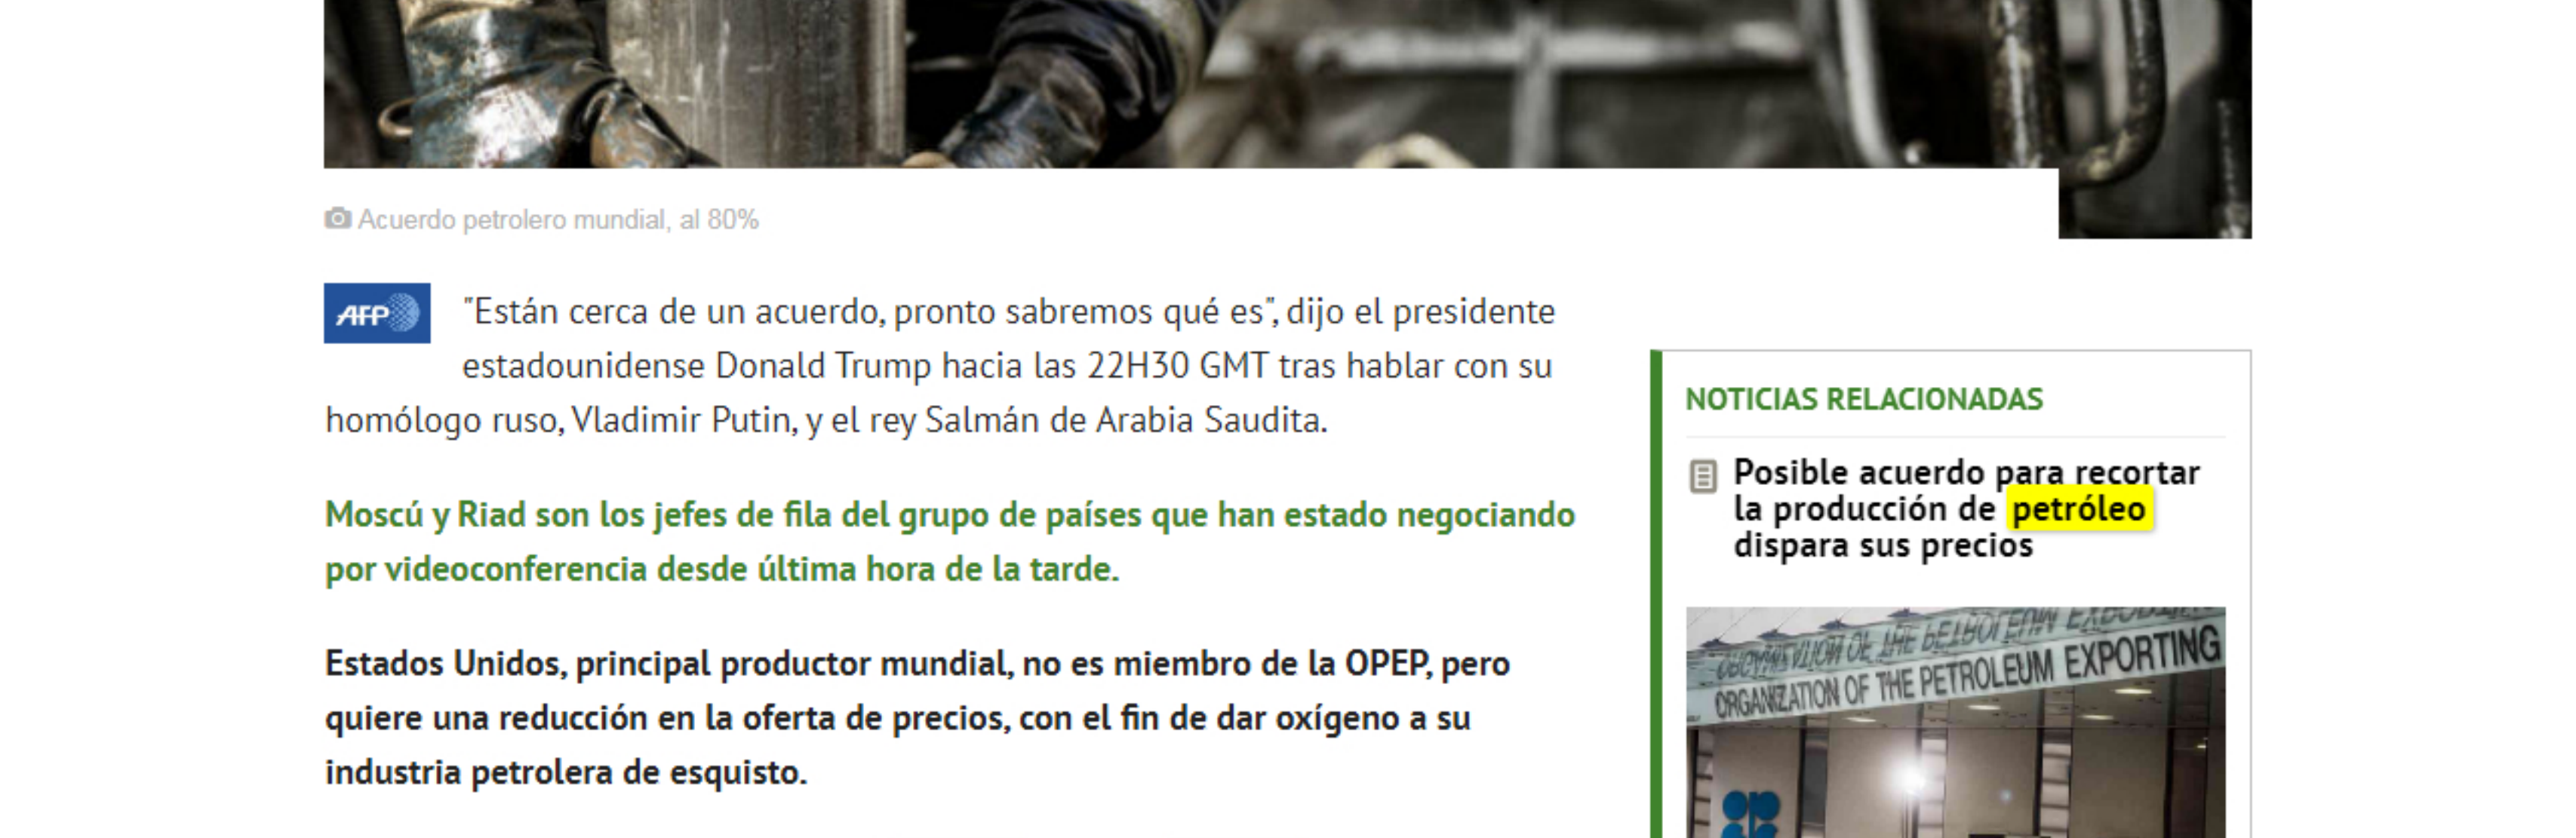 Acuerdo petrolero mundial, al 80%
AFP
"Están cerca de un acuerdo, pronto sabremos qué es", dijo el presidente
estadounidense Donald Trump hacia las 22H30 GMT tras hablar con su
homólogo ruso, Vladimir Putin, y el rey Salmán de Arabia Saudita.
Moscú y Riad son los jefes de fila del grupo de países que han estado negociando
por videoconferencia desde última hora de la tarde.
Estados Unidos, principal productor mundial, no es miembro de la OPEP, pero
quiere una reducción en la oferta de precios, con el fin de dar oxígeno a su
industria petrolera de esquisto.
NOTICIAS RELACIONADAS
Posible acuerdo para recortar
la producción de petróleo
dispara sus precios
ORGANIZATION OF THE PETROLEUM EXPORTING